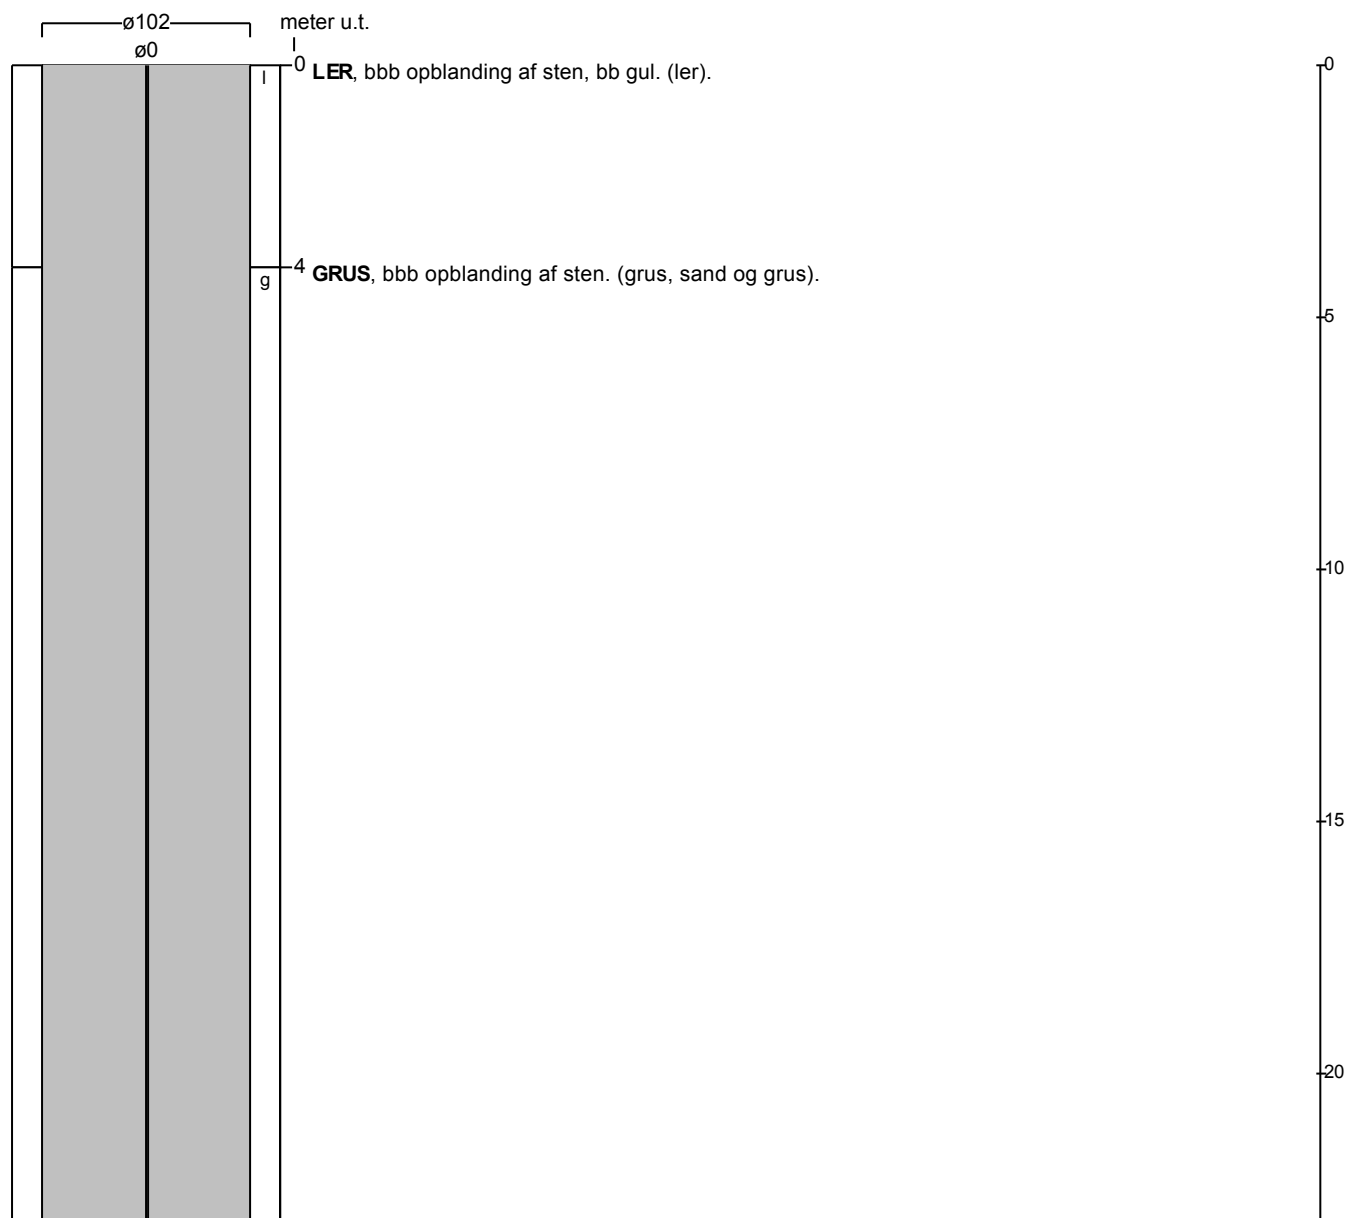 ø102 meter u.t.
ø0
l 0 LER, bbb opblanding af sten, bb gul. (ler). 0
g 4 GRUS, bbb opblanding af sten. (grus, sand og grus).
5
10
15
20